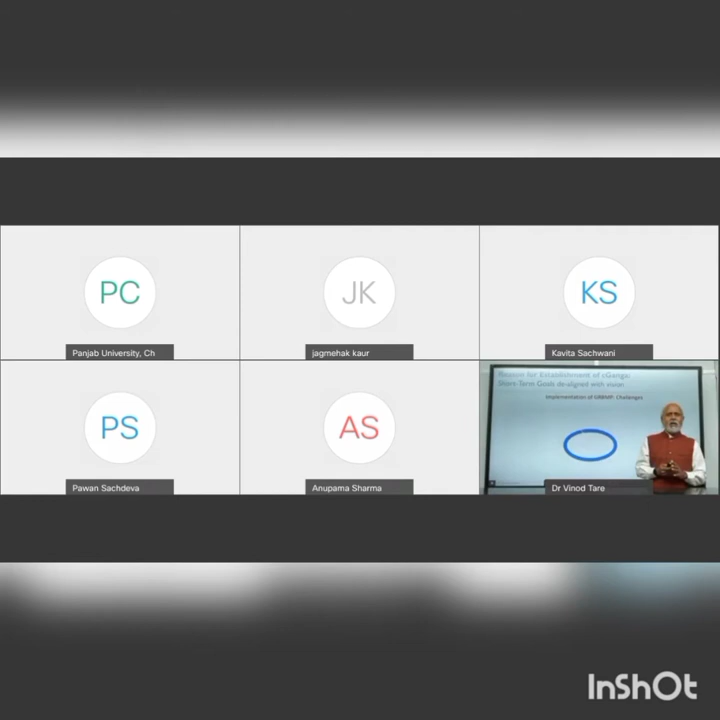 PC
JK
KS
Panjab University, Ch
jagmehak kaur
Kavita Sachwani
PS
AS
Reason for Establishment of cGanga:
Short-Term Goals de-aligned with vision
Implementation of GRBMP: Challenges
Pawan Sachdeva
Anupama Sharma
Dr Vinod Tare
InShOt